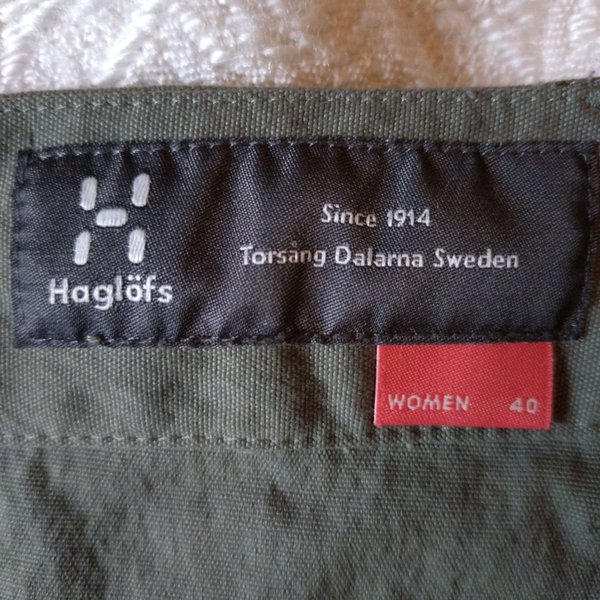 Haglöfs
Since 1914
Torsång Dalarna Sweden
WOMEN 40